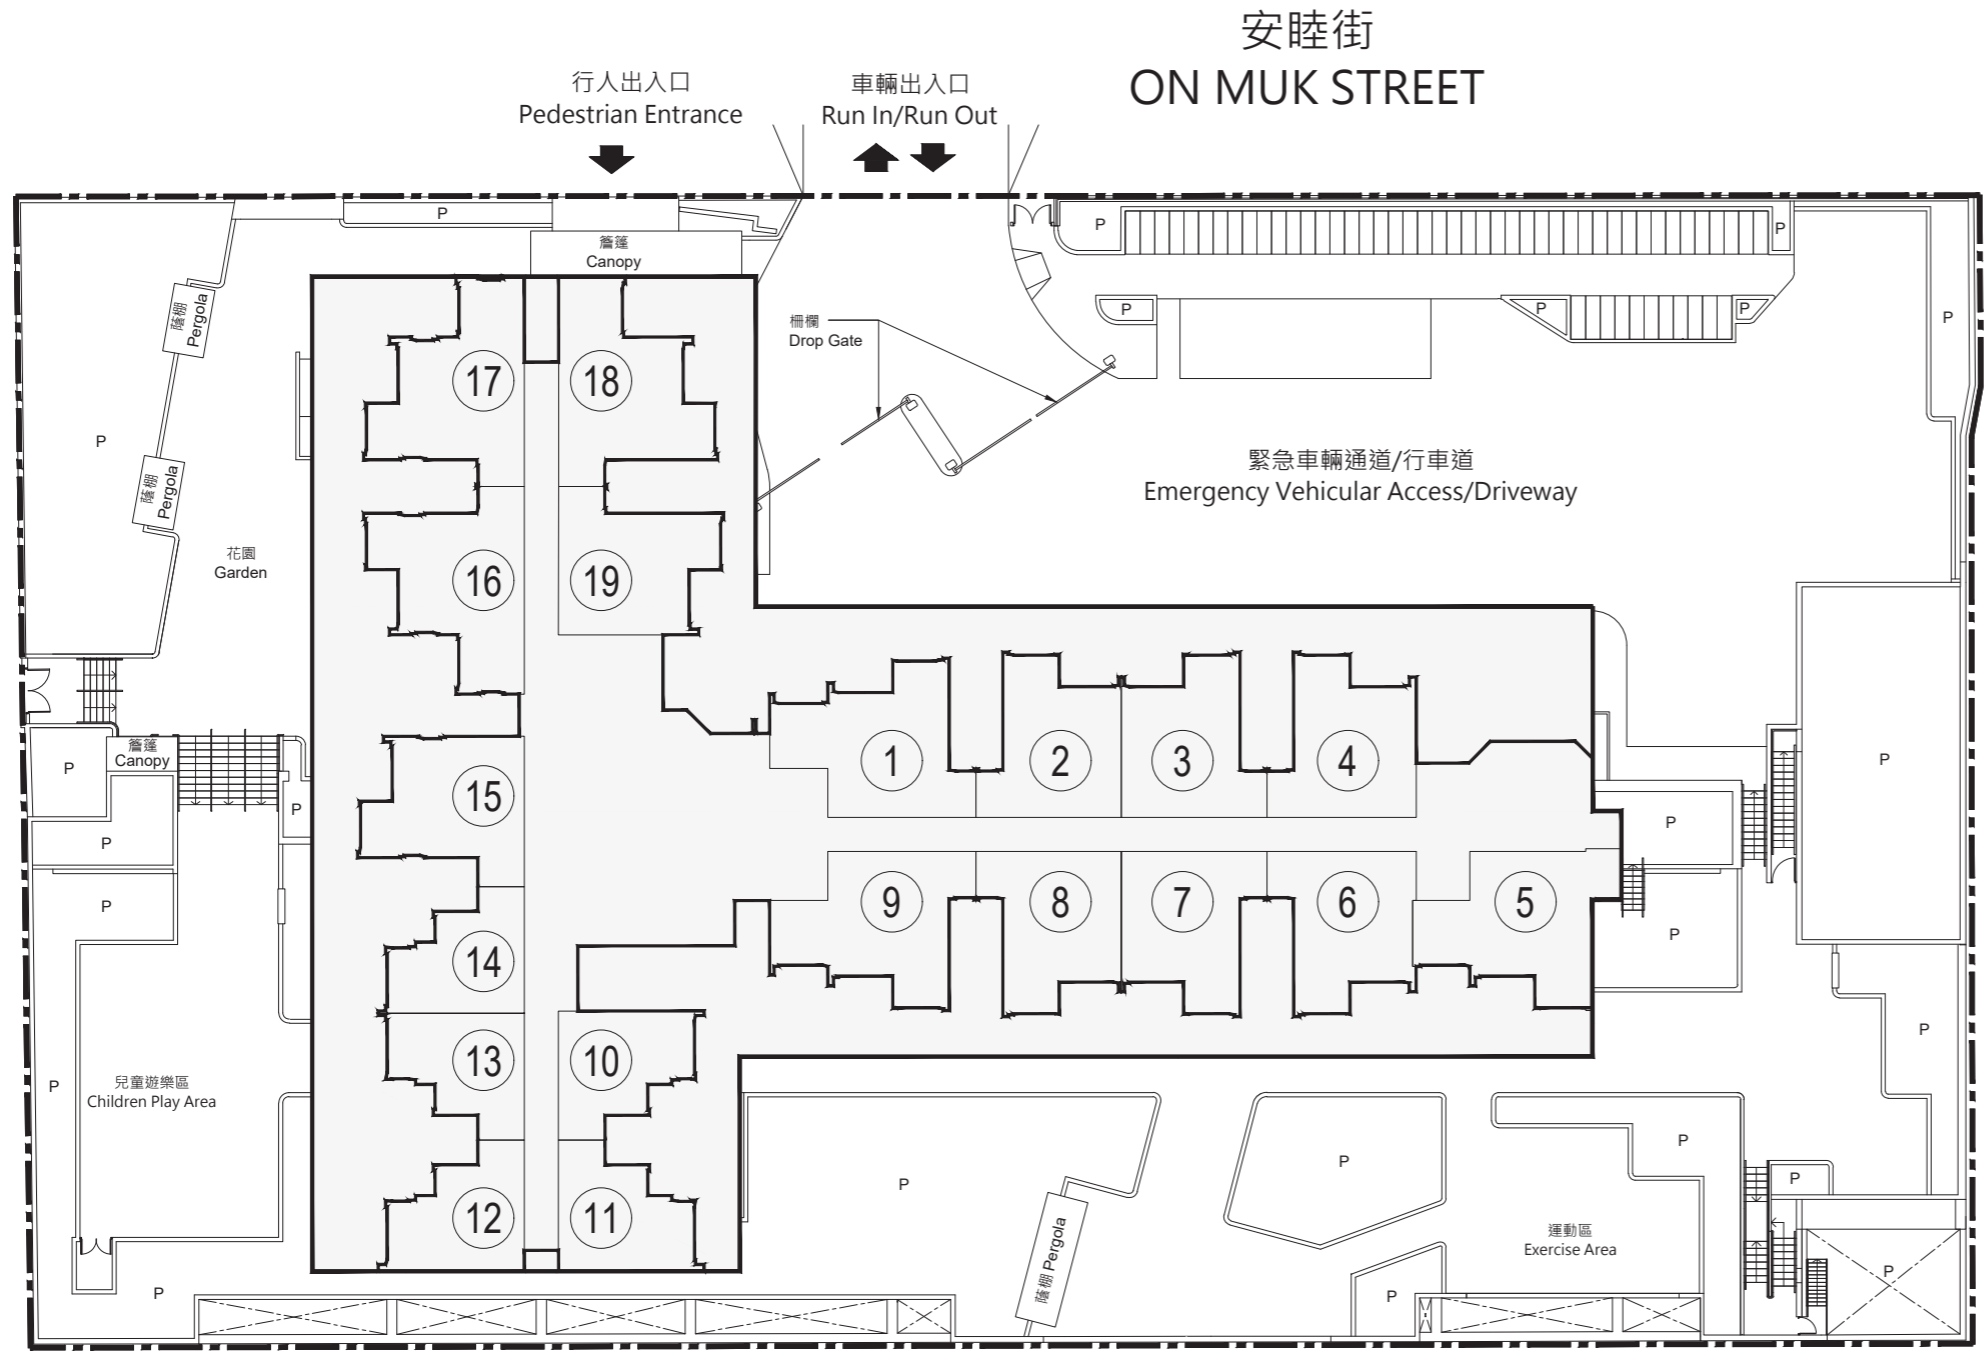 安睦街
ON MUK STREET
行人出入口
Pedestrian Entrance
車輛出入口
Run In/Run Out
P
P
P
簷篷
Canopy
蔭棚
Pergola
P
P
P
P
柵欄
Drop Gate
17
18
P
緊急車輛通道/行車道
Emergency Vehicular Access/Driveway
蔭棚
Pergola
花園
Garden
16
19
簷篷
Canopy
P
15
1
2
3
4
P
P
P
P
P
9
8
7
6
5
P
14
P
13
10
P
兒童遊樂區
Children Play Area
P
P
P
P
P
12
11
蔭棚 Pergola
運動區
Exercise Area
P
P
P